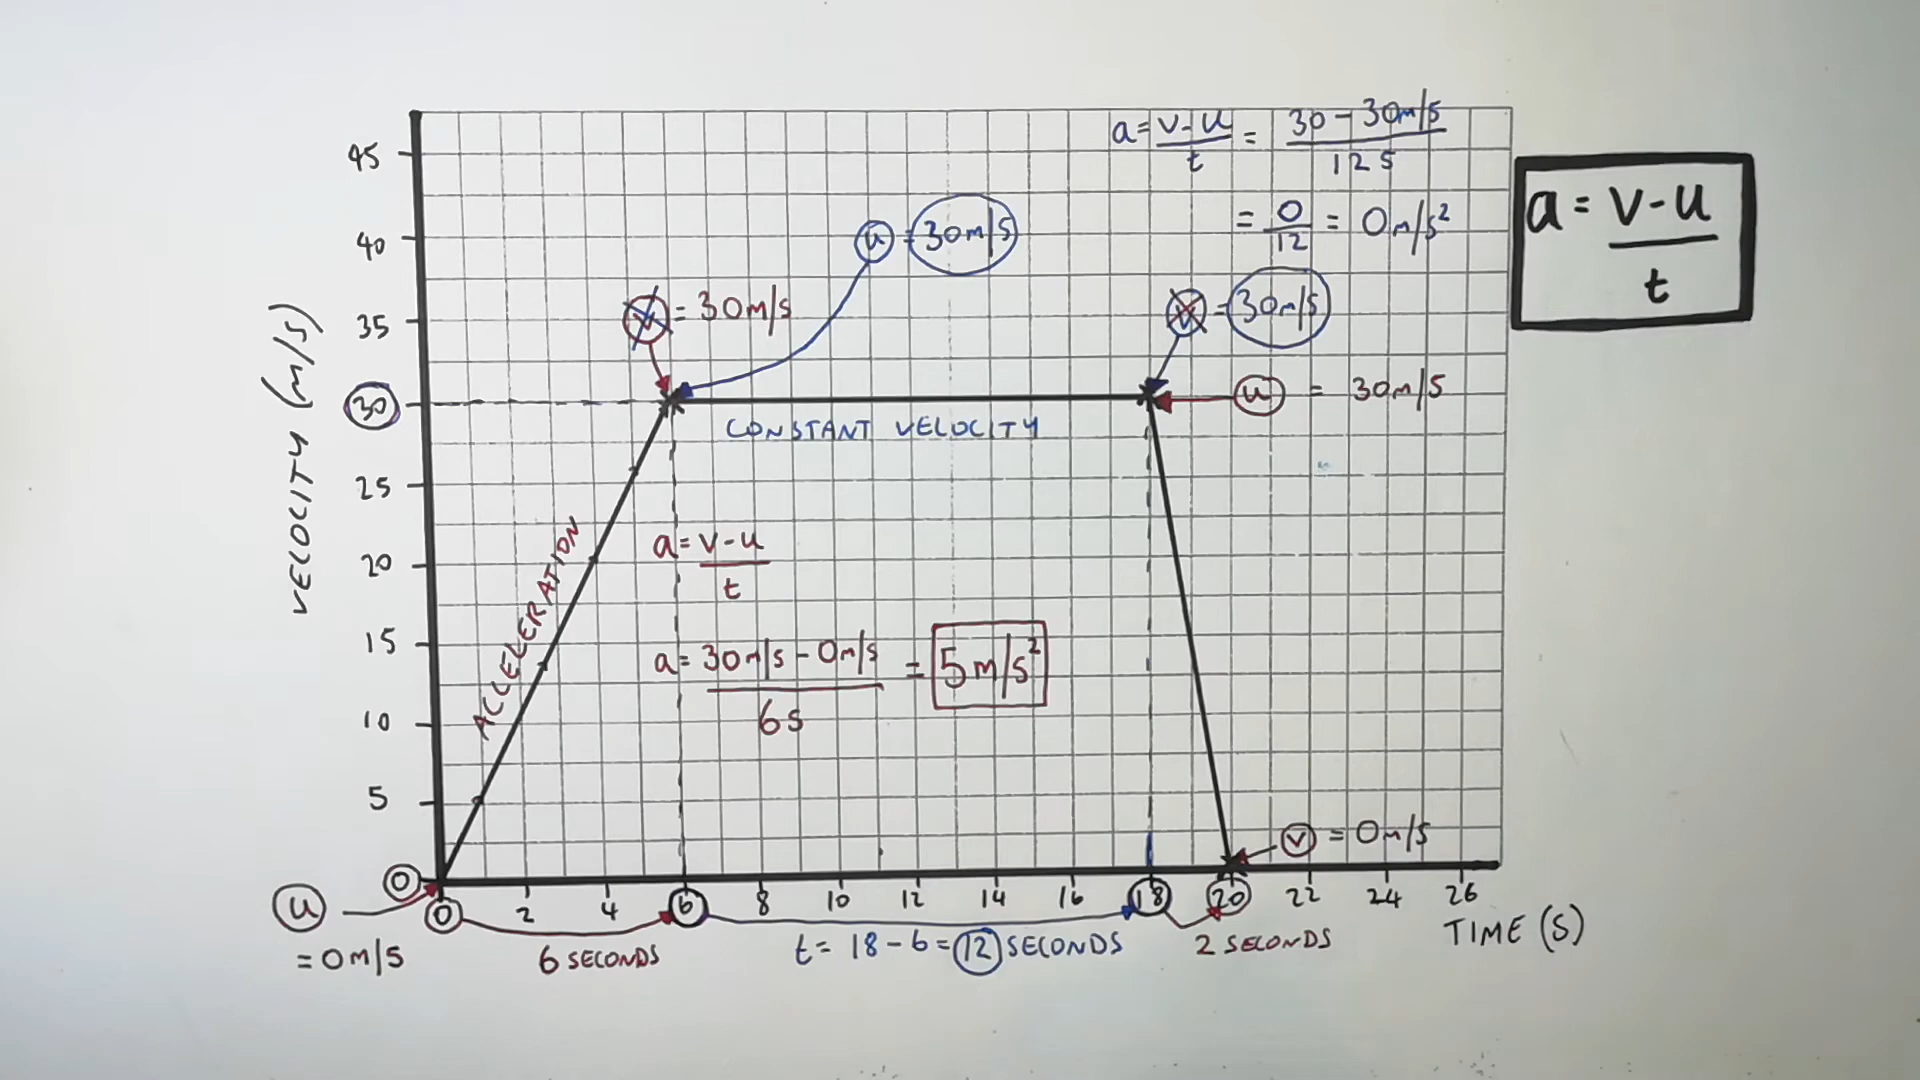 a = v - u / t = 30 - 30m/s / 12 s
= 0/12 = 0m/s²
a = v - u / t
45
40
35
30
25
20
15
10
5
0
VELOCITY (m/s)
u = 30m/s
v = 30m/s
v = 30m/s
u = 30m/s
CONSTANT VELOCITY
ACCELERATION
a = v - u / t
a = 30m/s - 0m/s / 6s = 5m/s²
v = 0m/s
u = 0m/s
0 2 4 6 8 10 12 14 16 18 20 22 24 26
TIME (S)
6 SECONDS
t = 18 - 6 = 12 SECONDS
2 SECONDS